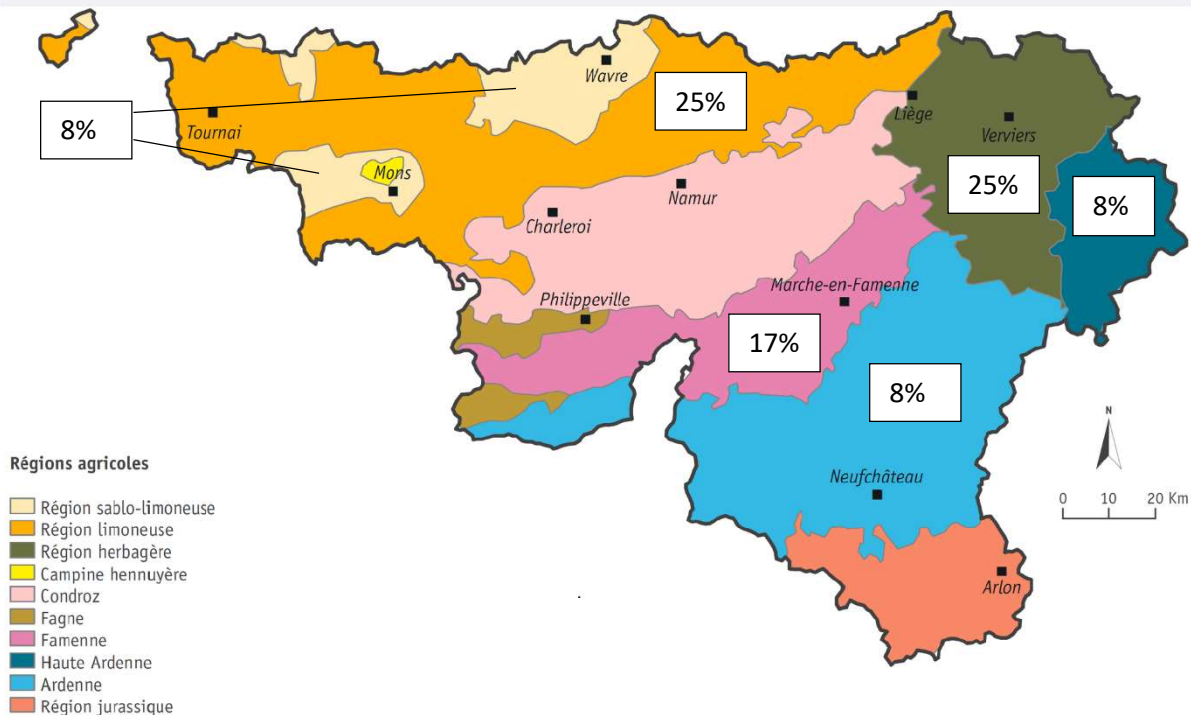 Wavre
25%
8%
Tournai
Liège
Verviers
Mons
Namur
25%
8%
Charleroi
Marche-en-Famenne
Philippeville
17%
8%
N
Régions agricoles
Neufchâteau
0 10 20 Km
Région sablo-limoneuse
Région limoneuse
Région herbagère
Campine hennuyère
Arlon
Condroz
Fagne
Famenne
Haute Ardenne
Ardenne
Région jurassique